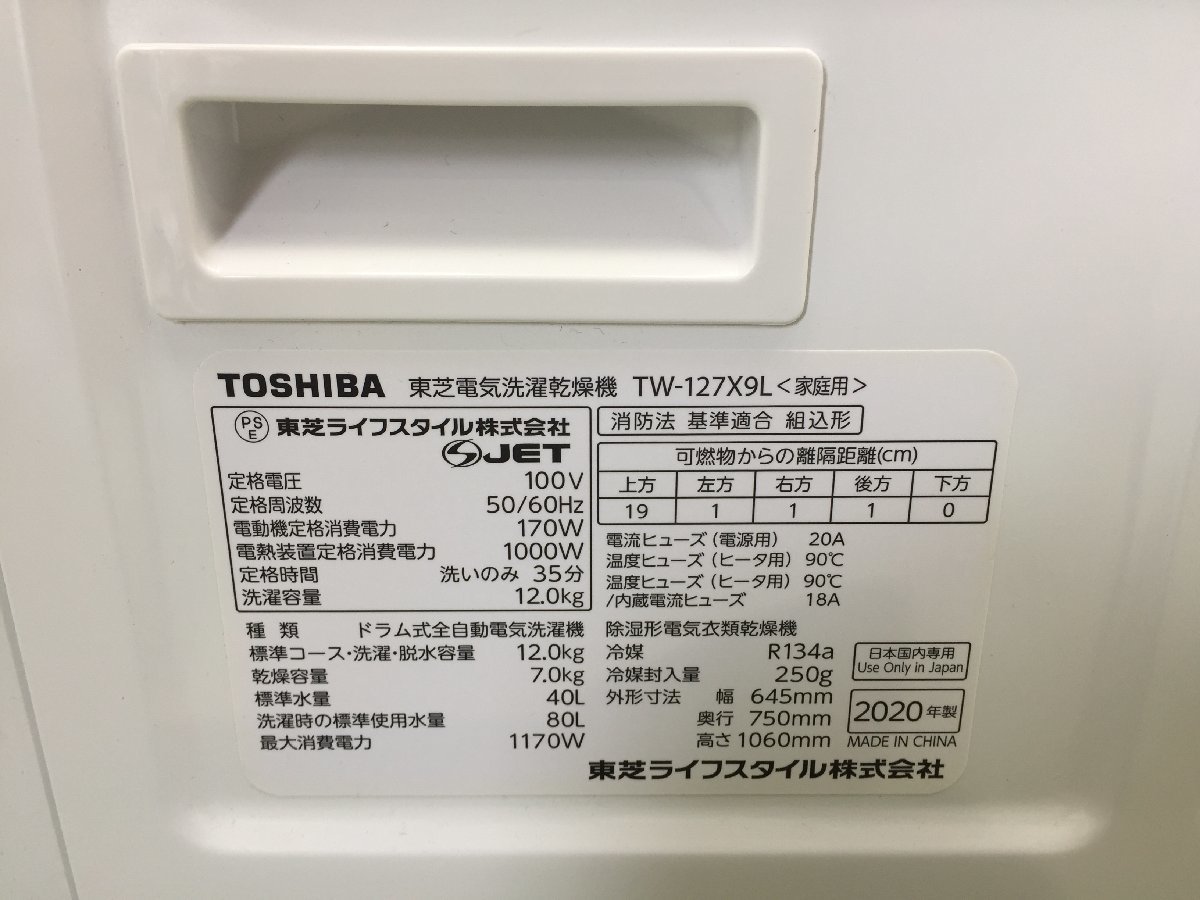 TOSHIBA 東芝電気洗濯乾燥機 TW-127X9L<家庭用>
PSE 東芝ライフスタイル株式会社
S JET
定格電圧 100V
定格周波数 50/60Hz
電動機定格消費電力 170W
電熱装置定格消費電力 1000W
定格時間 洗いのみ 35分
洗濯容量 12.0kg
種類 ドラム式全自動電気洗濯機
標準コース・洗濯・脱水容量 12.0kg
乾燥容量 7.0kg
標準水量 40L
洗濯時の標準使用水量 80L
最大消費電力 1170W
消防法 基準適合 組込形
可燃物からの離隔距離(cm)
上方 左方 右方 後方 下方
19 1 1 1 0
電流ヒューズ(電源用) 20A
温度ヒューズ(ヒータ用) 90℃
温度ヒューズ(ヒータ用) 90℃
/内蔵電流ヒューズ 18A
除湿形電気衣類乾燥機
冷媒 R134a
冷媒封入量 250g
外形寸法 幅 645mm
奥行 750mm
高さ 1060mm
日本国内専用
Use Only in Japan
2020年製
MADE IN CHINA
東芝ライフスタイル株式会社